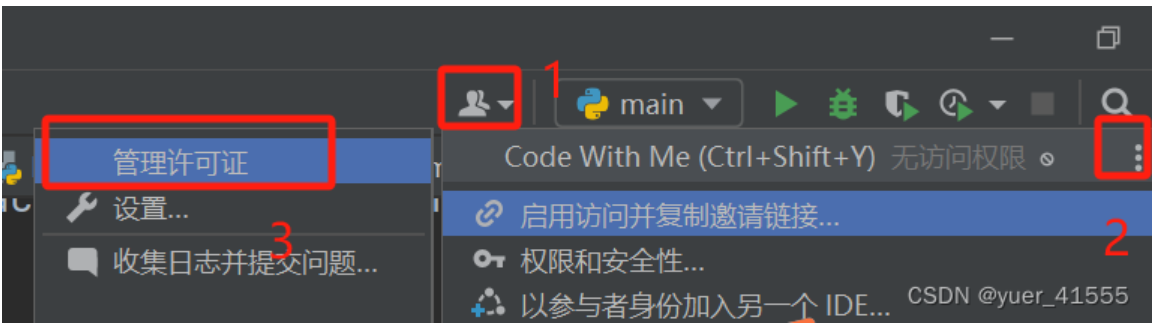 1
main
管理许可证
Code With Me (Ctrl+Shift+Y) 无访问权限
设置...
启用访问并复制邀请链接...
2
3
收集日志并提交问题...
权限和安全性...
以参与者身份加入另一个 IDE...
CSDN @yuer_41555